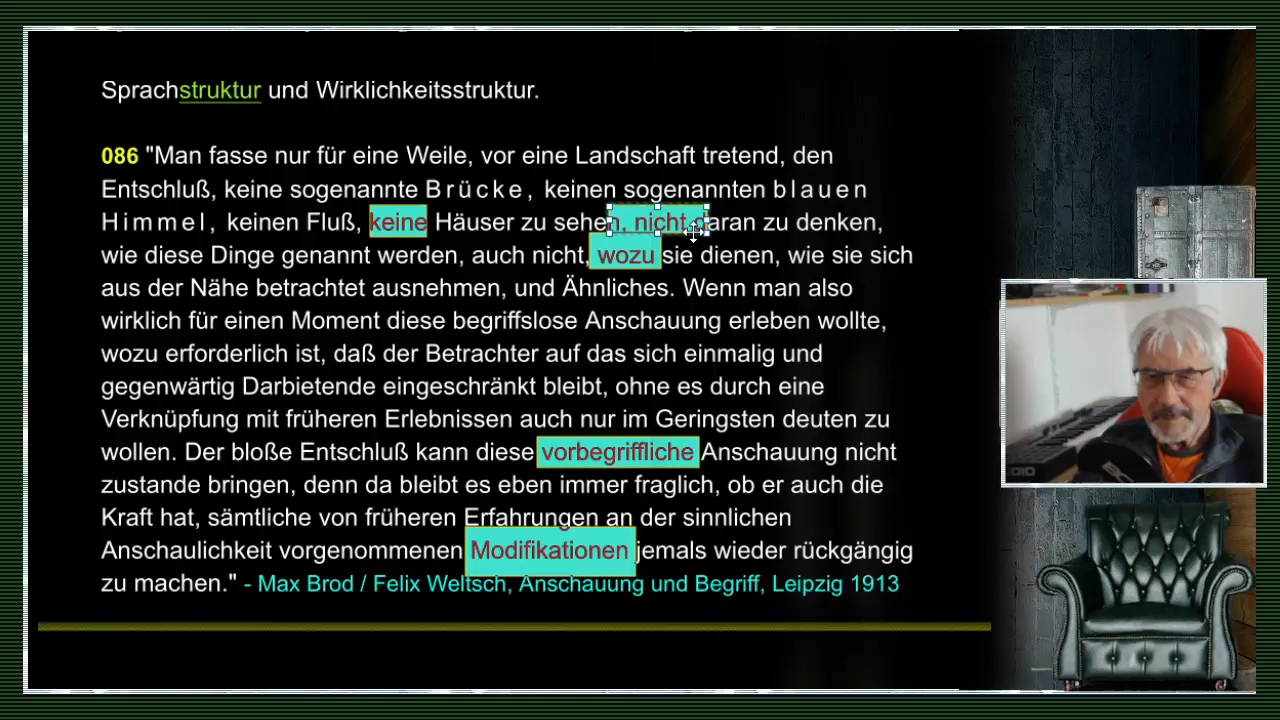 Sprachstruktur und Wirklichkeitsstruktur.
086 "Man fasse nur für eine Weile, vor eine Landschaft tretend, den
Entschluß, keine sogenannte Brücke, keinen sogenannten blauen
Himmel, keinen Fluß, keine Häuser zu sehen, nicht daran zu denken,
wie diese Dinge genannt werden, auch nicht, wozu sie dienen, wie sie sich
aus der Nähe betrachtet ausnehmen, und Ähnliches. Wenn man also
wirklich für einen Moment diese begriffslose Anschauung erleben wollte,
wozu erforderlich ist, daß der Betrachter auf das sich einmalig und
gegenwärtig Darbietende eingeschränkt bleibt, ohne es durch eine
Verknüpfung mit früheren Erlebnissen auch nur im Geringsten deuten zu
wollen. Der bloße Entschluß kann diese vorbegriffliche Anschauung nicht
zustande bringen, denn da bleibt es eben immer fraglich, ob er auch die
Kraft hat, sämtliche von früheren Erfahrungen an der sinnlichen
Anschaulichkeit vorgenommenen Modifikationen jemals wieder rückgängig
zu machen." - Max Brod / Felix Weltsch, Anschauung und Begriff, Leipzig 1913